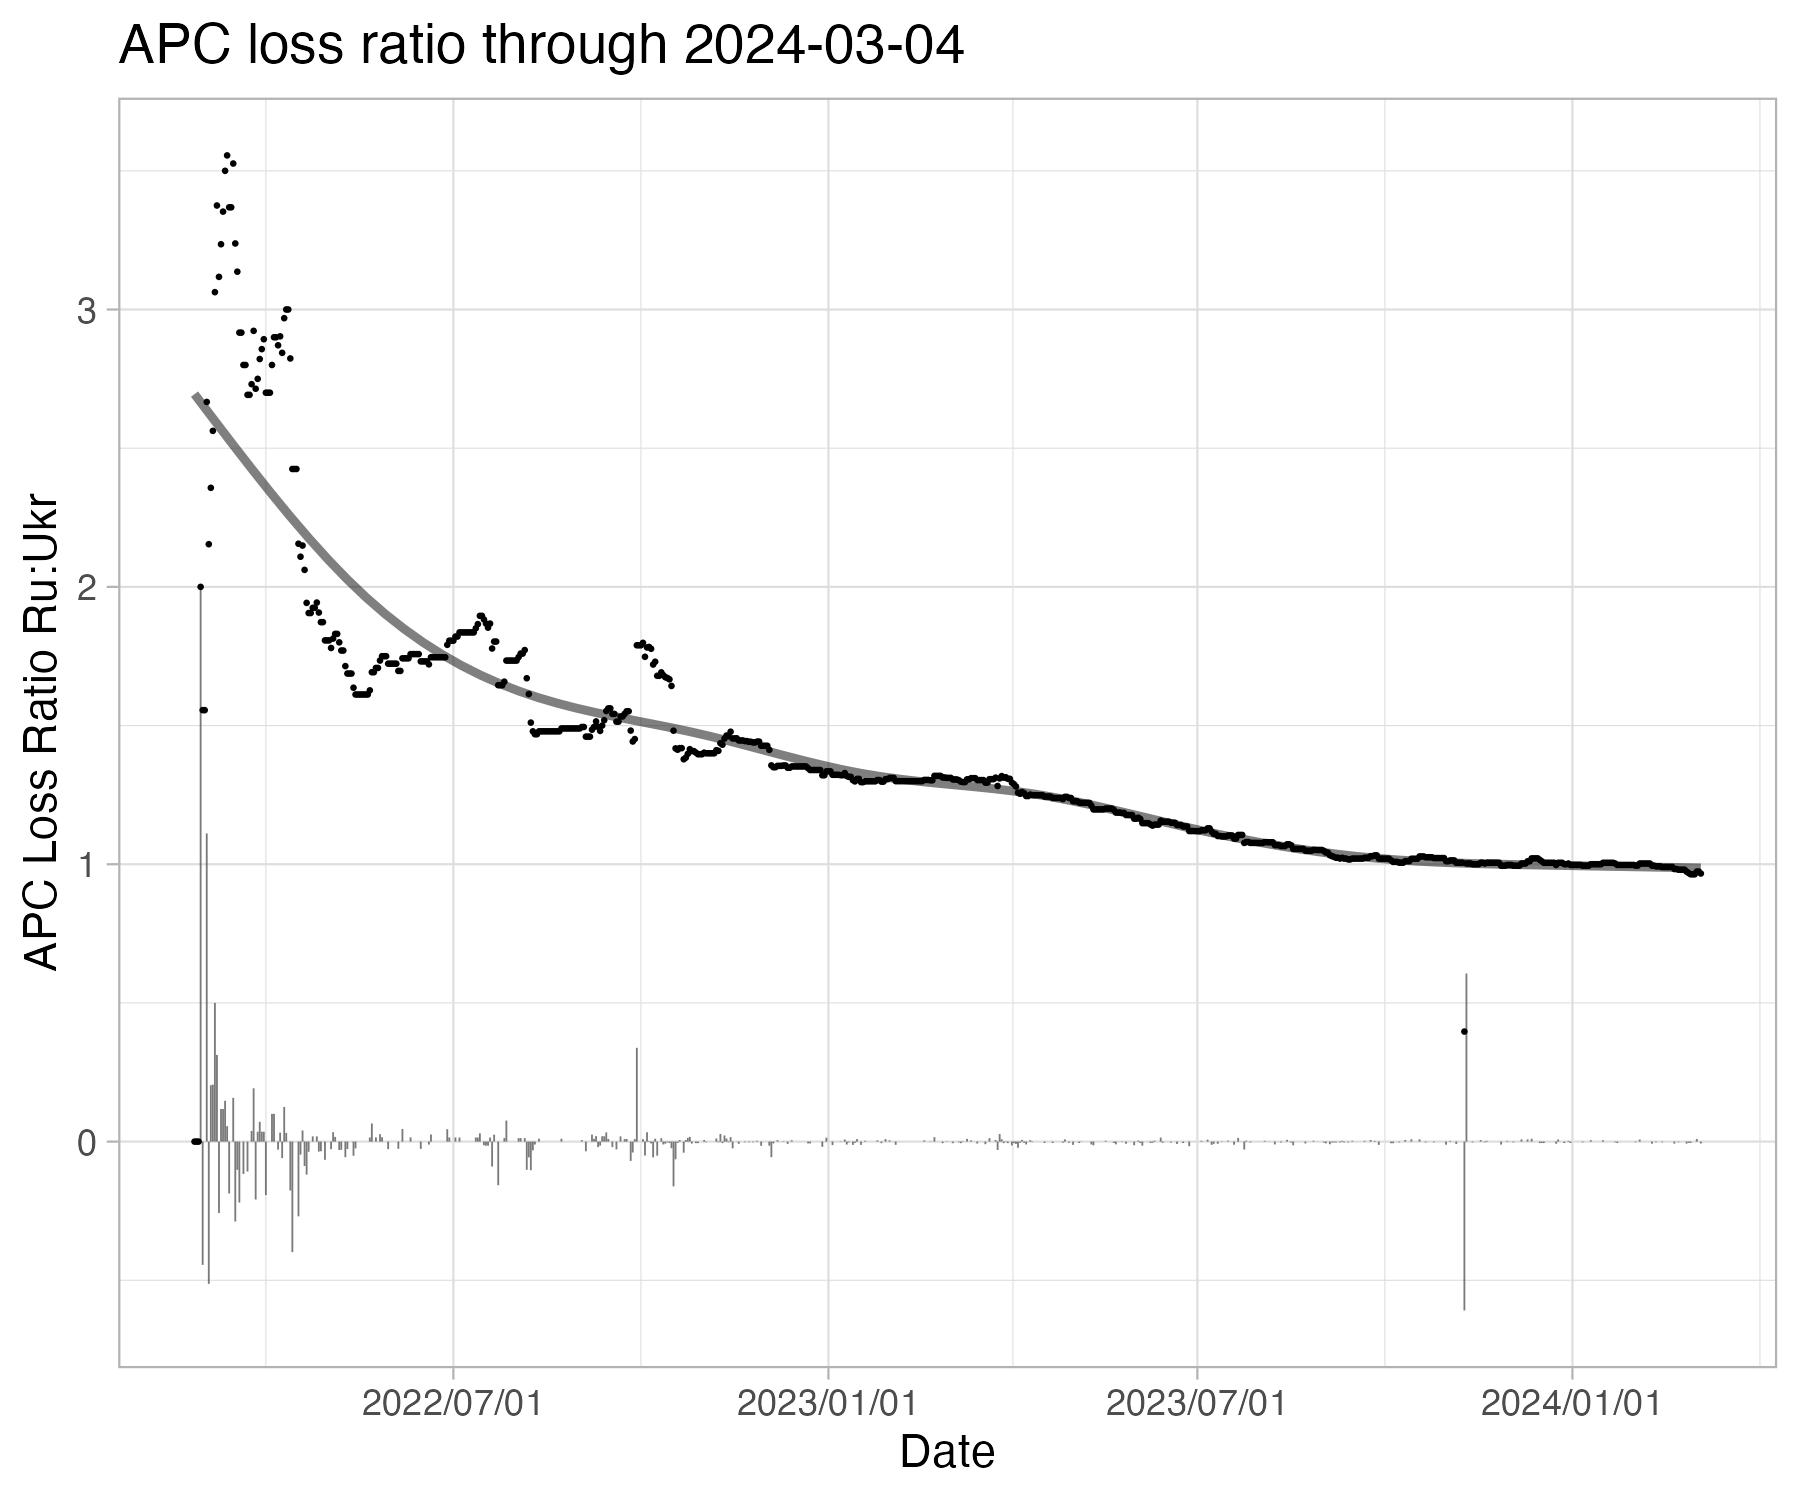 APC loss ratio through 2024-03-04
APC Loss Ratio Ru:Ukr
3
2
1
0
2022/07/01
2023/01/01
2023/07/01
2024/01/01
Date